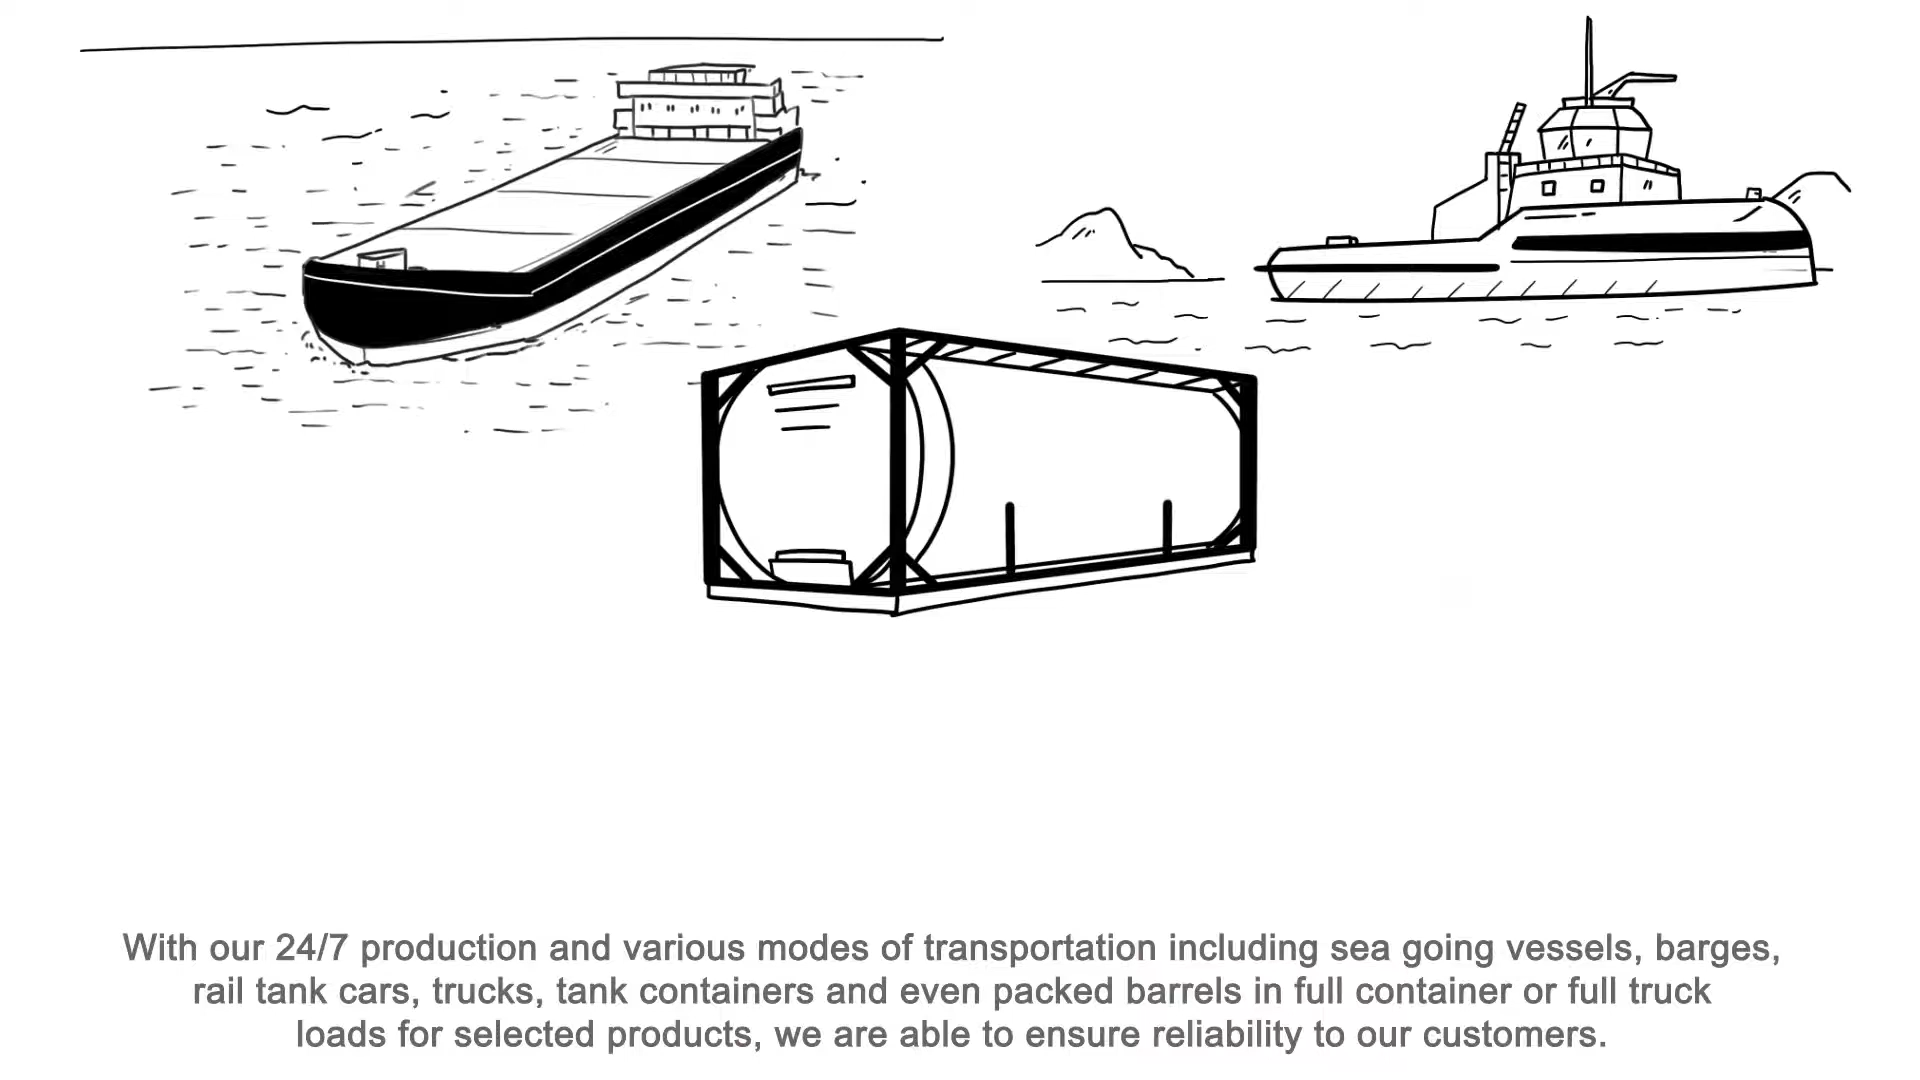 With our 24/7 production and various modes of transportation including sea going vessels, barges,
rail tank cars, trucks, tank containers and even packed barrels in full container or full truck
loads for selected products, we are able to ensure reliability to our customers.